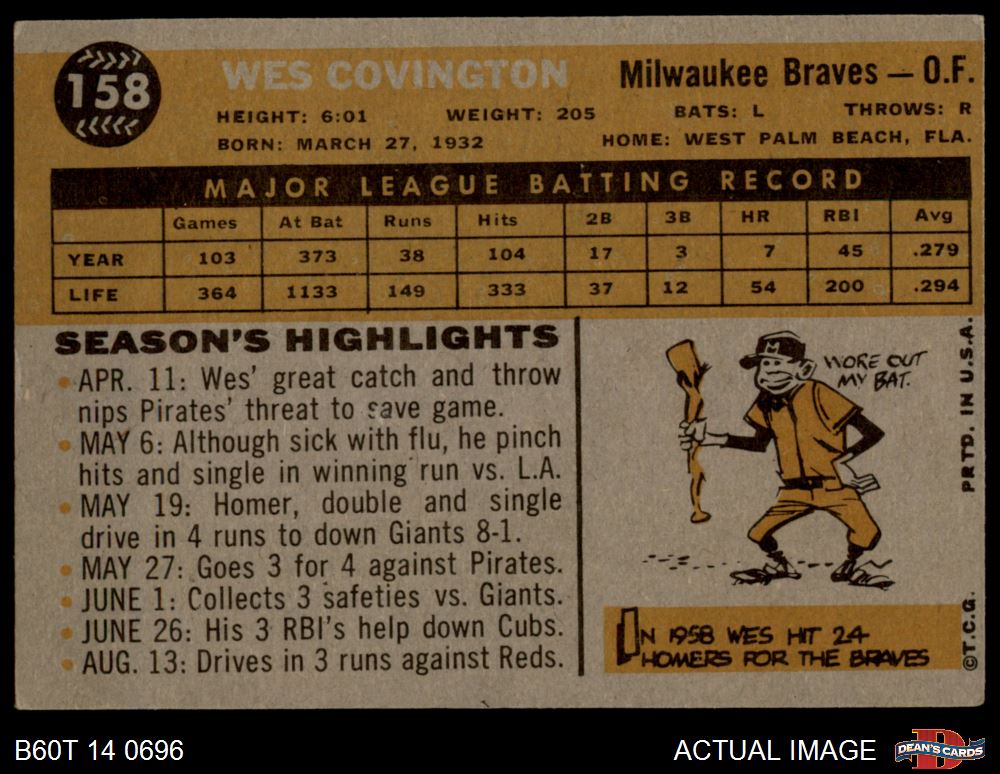 158
WES COVINGTON
Milwaukee Braves — O.F.
HEIGHT: 6:01 WEIGHT: 205 BATS: L THROWS: R
BORN: MARCH 27, 1932 HOME: WEST PALM BEACH, FLA.
MAJOR LEAGUE BATTING RECORD
Games At Bat Runs Hits 2B 3B HR RBI Avg
YEAR 103 373 38 104 17 3 7 45 .279
LIFE 364 1133 149 333 37 12 54 200 .294
SEASON'S HIGHLIGHTS
• APR. 11: Wes' great catch and throw
nips Pirates' threat to save game.
• MAY 6: Although sick with flu, he pinch
hits and single in winning run vs. L.A.
• MAY 19: Homer, double and single
drive in 4 runs to down Giants 8-1.
• MAY 27: Goes 3 for 4 against Pirates.
• JUNE 1: Collects 3 safeties vs. Giants.
• JUNE 26: His 3 RBI's help down Cubs.
• AUG. 13: Drives in 3 runs against Reds.
M
WORE OUT
MY BAT.
IN 1958 WES HIT 24
HOMERS FOR THE BRAVES
©T.C.G. PRTD. IN U.S.A.
B60T 14 0696
ACTUAL IMAGE
D
DEAN'S CARDS